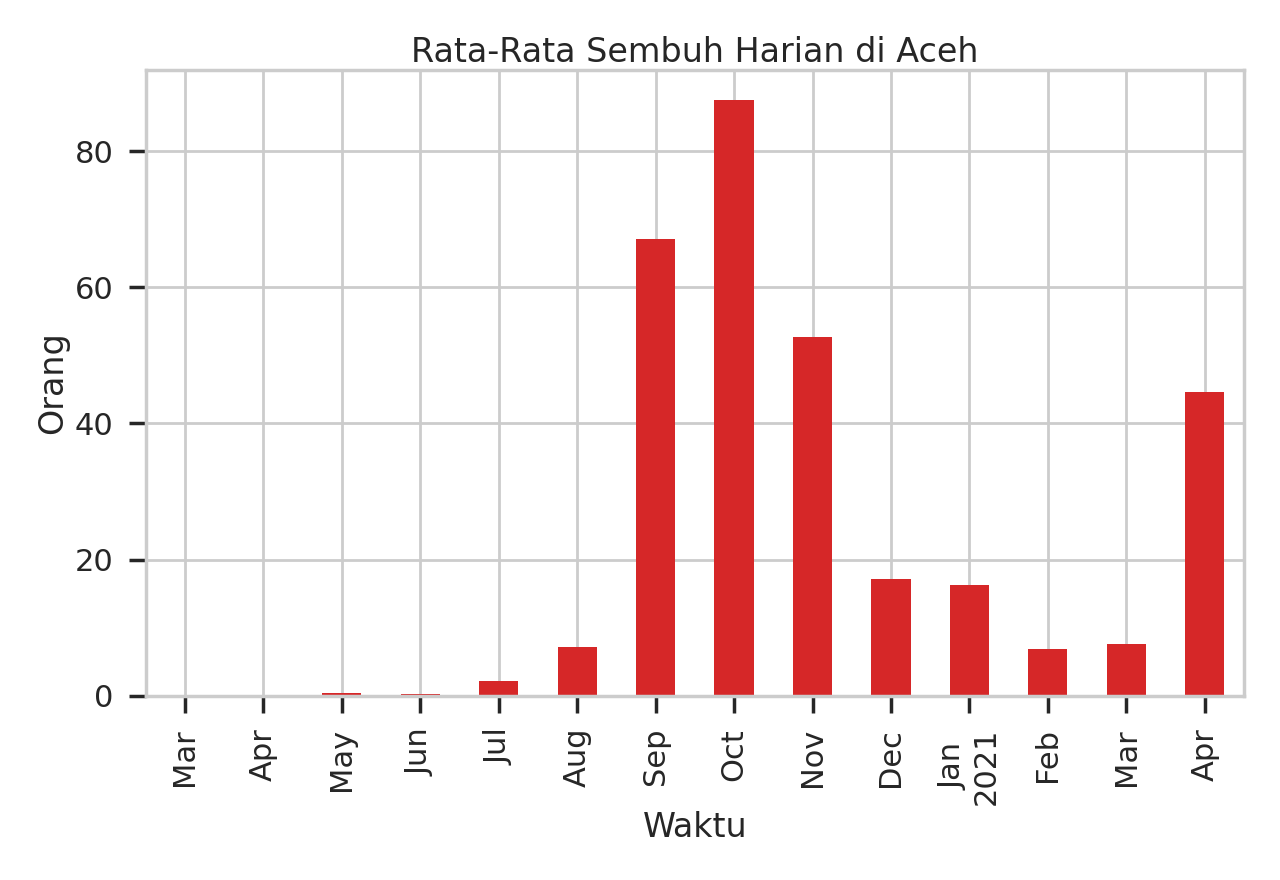 Rata-Rata Sembuh Harian di Aceh
80
60
40
20
0
Orang
Mar
Apr
May
Jun
Jul
Aug
Sep
Oct
Nov
Dec
Jan
2021
Feb
Mar
Apr
Waktu